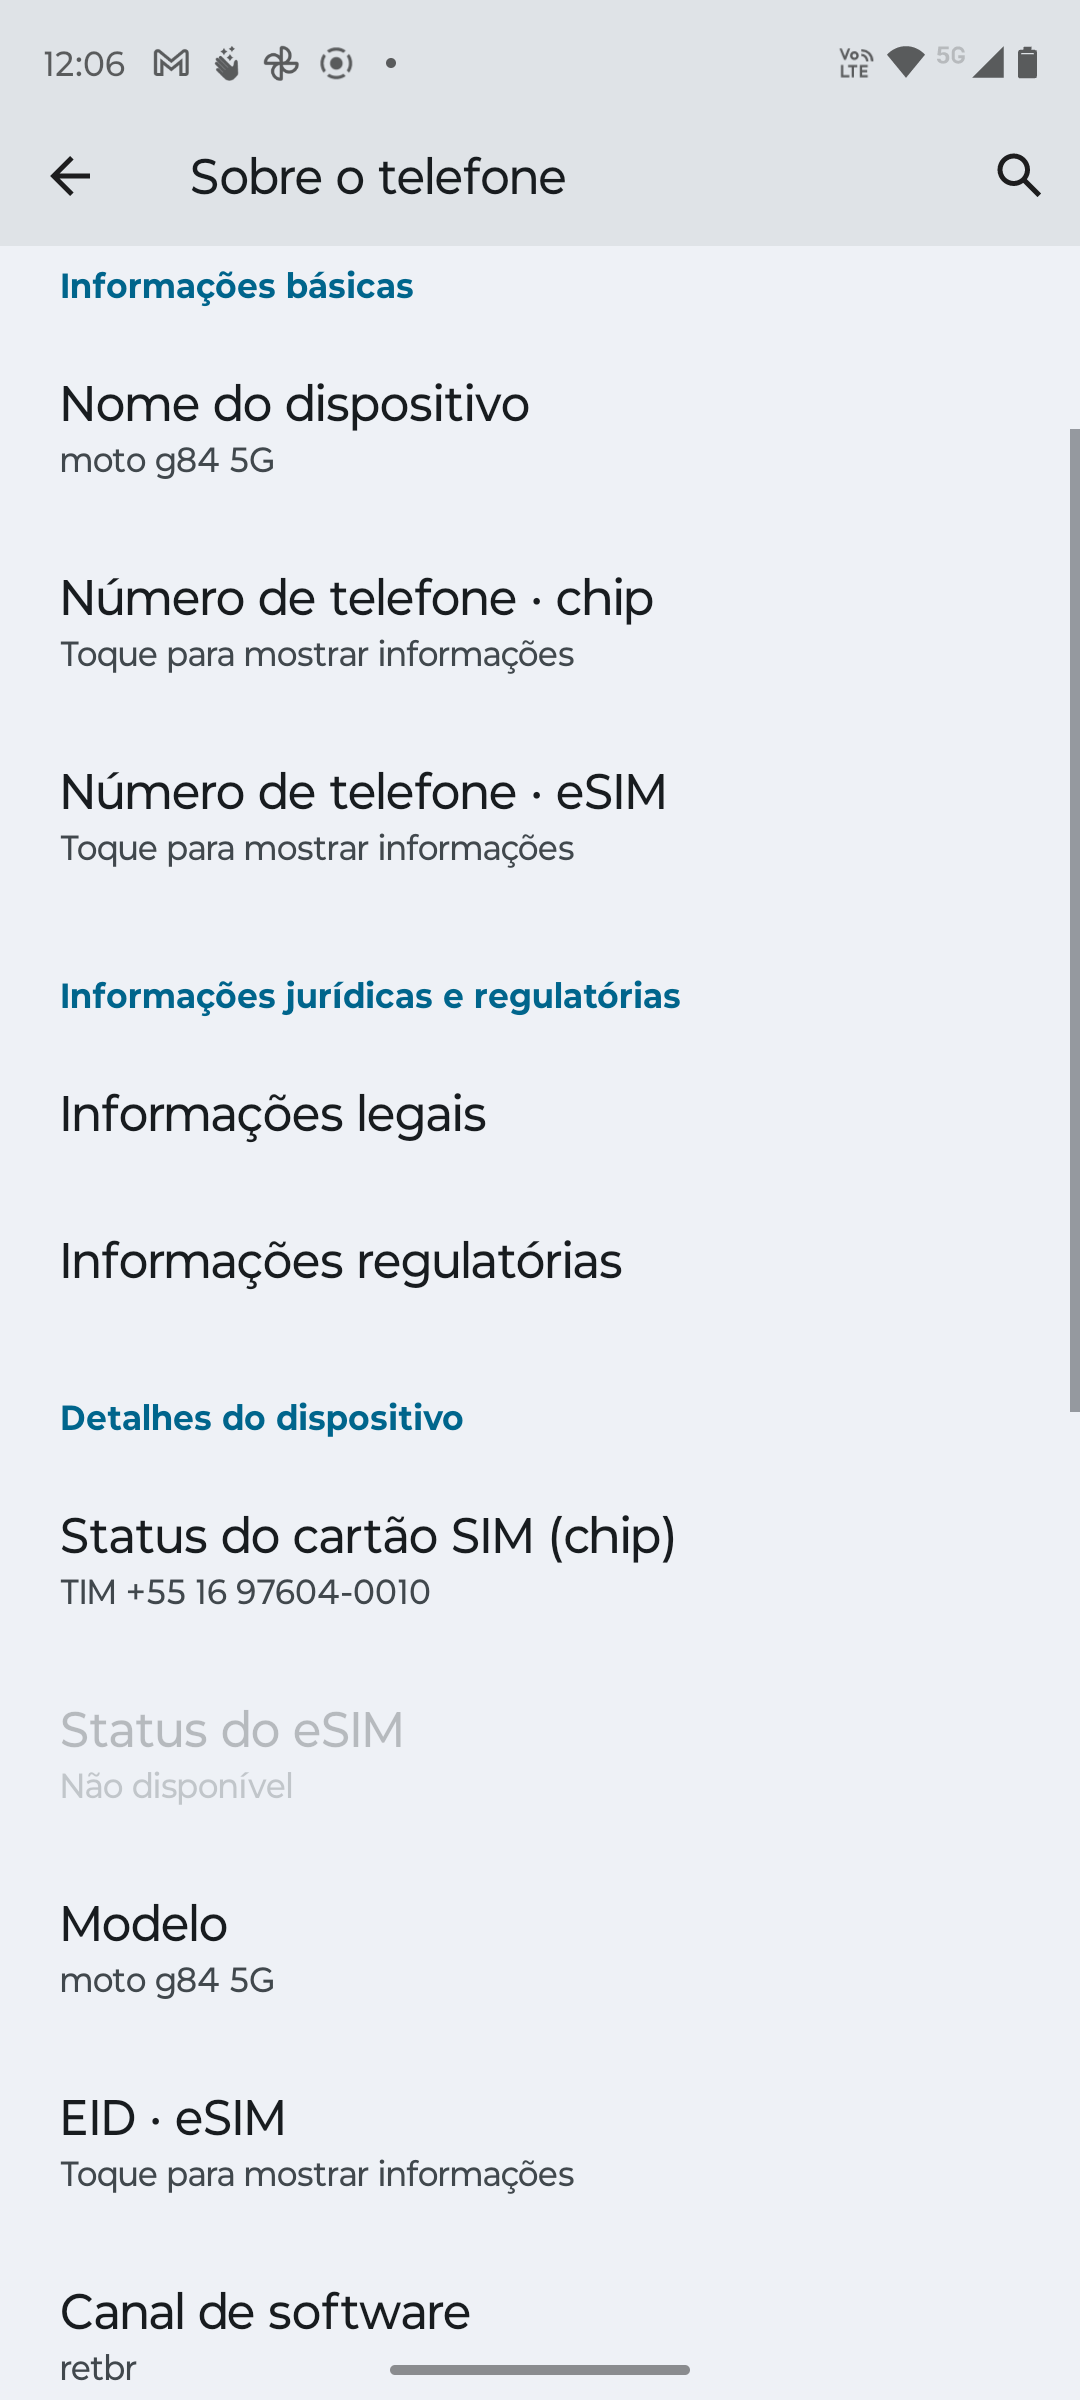 12:06
Vo LTE 5G
Sobre o telefone
Informações básicas
Nome do dispositivo
moto g84 5G
Número de telefone · chip
Toque para mostrar informações
Número de telefone · eSIM
Toque para mostrar informações
Informações jurídicas e regulatórias
Informações legais
Informações regulatórias
Detalhes do dispositivo
Status do cartão SIM (chip)
TIM +55 16 97604-0010
Status do eSIM
Não disponível
Modelo
moto g84 5G
EID · eSIM
Toque para mostrar informações
Canal de software
retbr